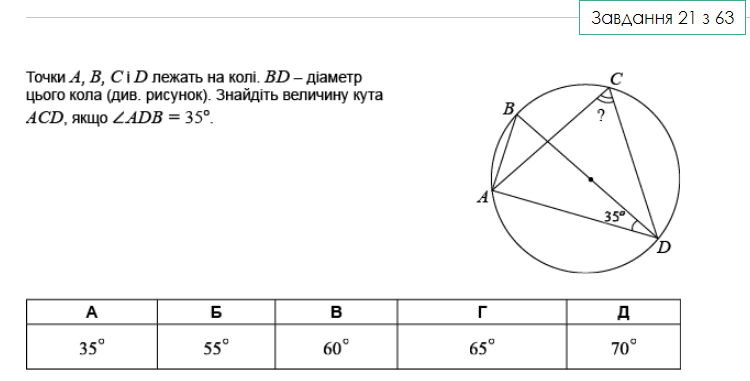 Завдання 21 з 63
Точки A, B, C і D лежать на колі. BD – діаметр
цього кола (див. рисунок). Знайдіть величину кута
ACD, якщо ∠ADB = 35°.
C
B
?
A
35°
D
А Б В Г Д
35° 55° 60° 65° 70°